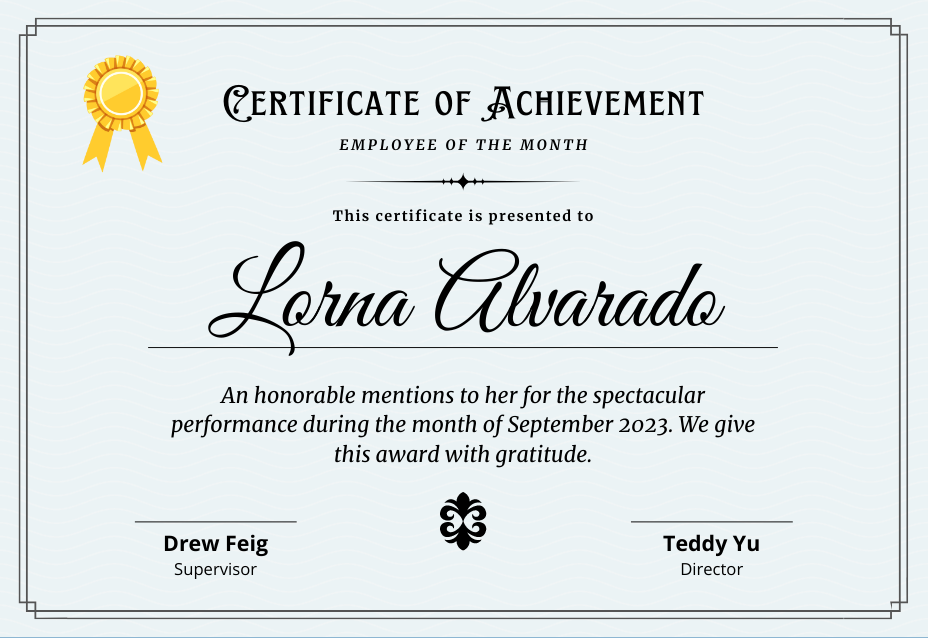 Certificate of Achievement
EMPLOYEE OF THE MONTH
This certificate is presented to
Lorna Alvarado
An honorable mentions to her for the spectacular
performance during the month of September 2023. We give
this award with gratitude.
Drew Feig
Supervisor
Teddy Yu
Director